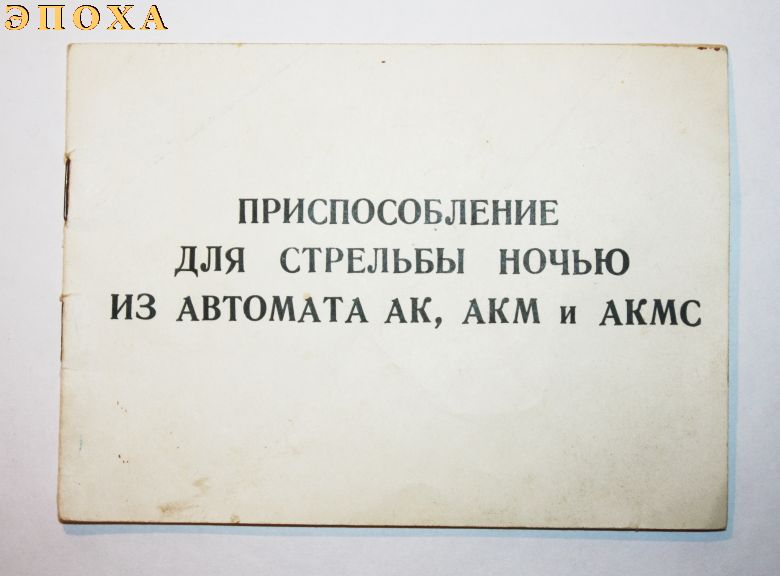 ЭПОХА
ПРИСПОСОБЛЕНИЕ
ДЛЯ СТРЕЛЬБЫ НОЧЬЮ
ИЗ АВТОМАТА АК, АКМ и АКМС